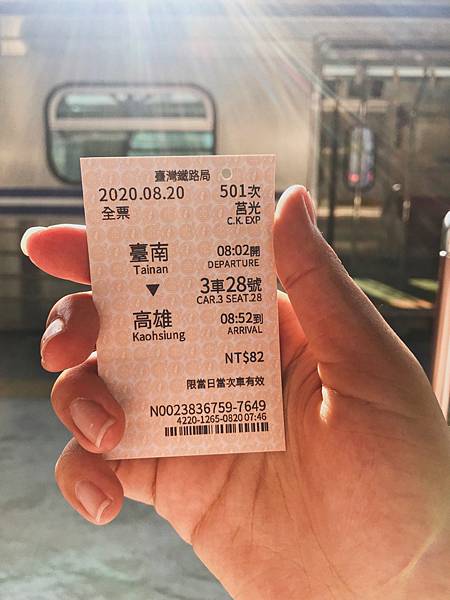 臺灣鐵路局
2020.08.20 501次
全票 莒光
C.K. EXP
臺南 08:02開
Tainan DEPARTURE
▼ 3車28號
CAR.3 SEAT.28
高雄 08:52到
Kaohsiung ARRIVAL
NT$82
限當日當次車有效
N0023836759-7649
4220-1265-0820 07:46